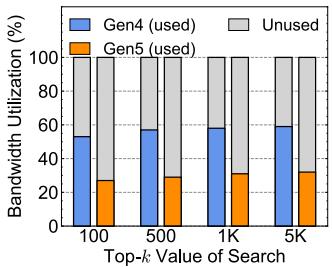 Gen4 (used) Unused
Gen5 (used)
Bandwidth Utilization (%)
100
80
60
40
20
0
100 500 1K 5K
Top-k Value of Search